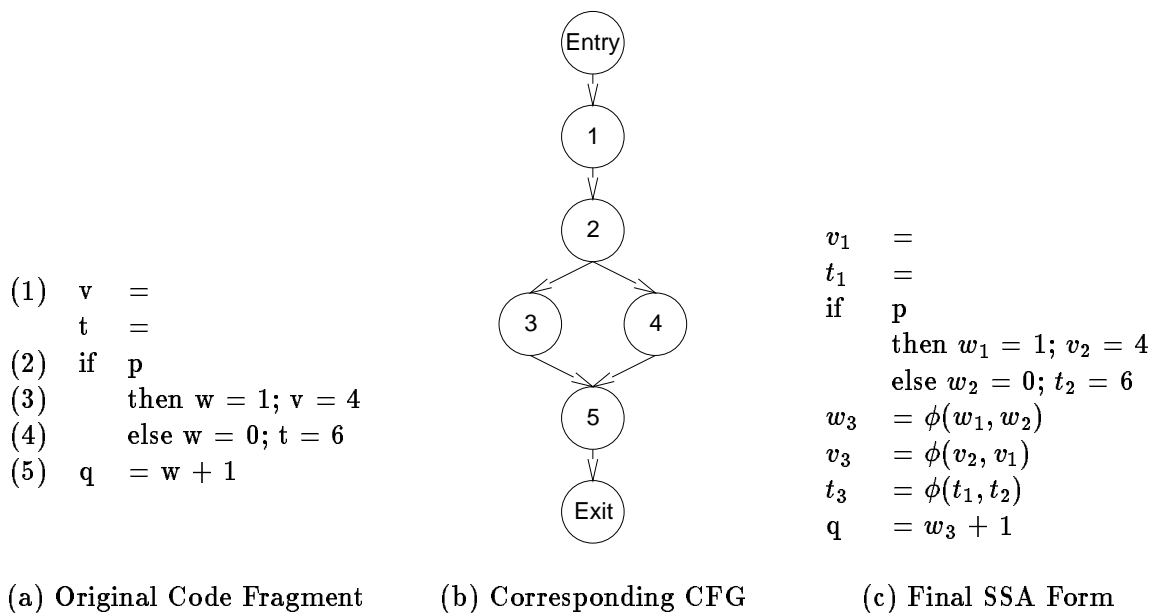 (1) v =
t =
(2) if p
(3) then w = 1; v = 4
(4) else w = 0; t = 6
(5) q = w + 1
(a) Original Code Fragment
Entry
1
2
3 4
5
Exit
(b) Corresponding CFG
v₁ =
t₁ =
if p
then w₁ = 1; v₂ = 4
else w₂ = 0; t₂ = 6
w₃ = ϕ(w₁, w₂)
v₃ = ϕ(v₂, v₁)
t₃ = ϕ(t₁, t₂)
q = w₃ + 1
(c) Final SSA Form